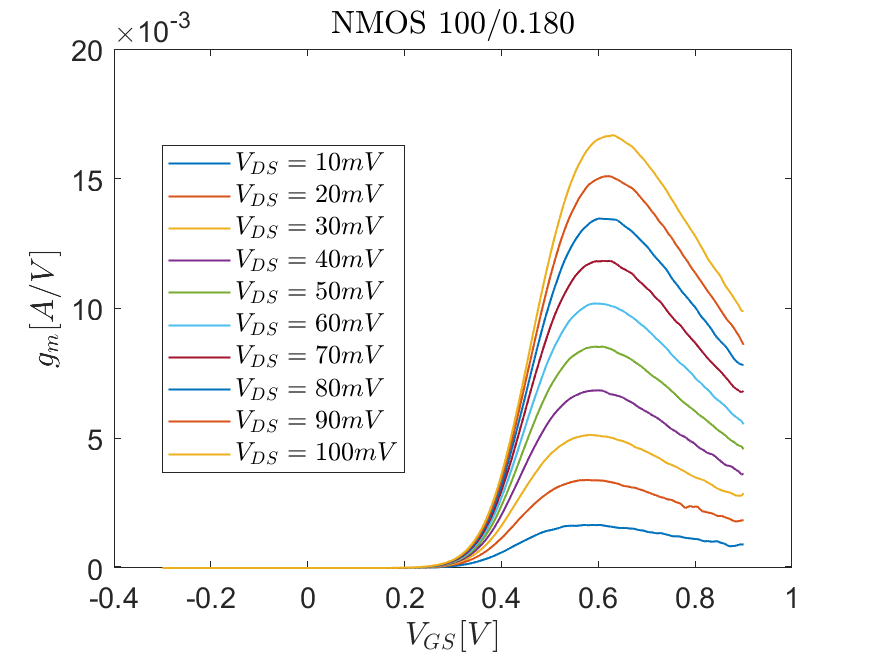 NMOS 100/0.180
×10-3
20
15
10
5
0
g_m[A/V]
V_DS = 10mV
V_DS = 20mV
V_DS = 30mV
V_DS = 40mV
V_DS = 50mV
V_DS = 60mV
V_DS = 70mV
V_DS = 80mV
V_DS = 90mV
V_DS = 100mV
-0.4 -0.2 0 0.2 0.4 0.6 0.8 1
V_GS[V]